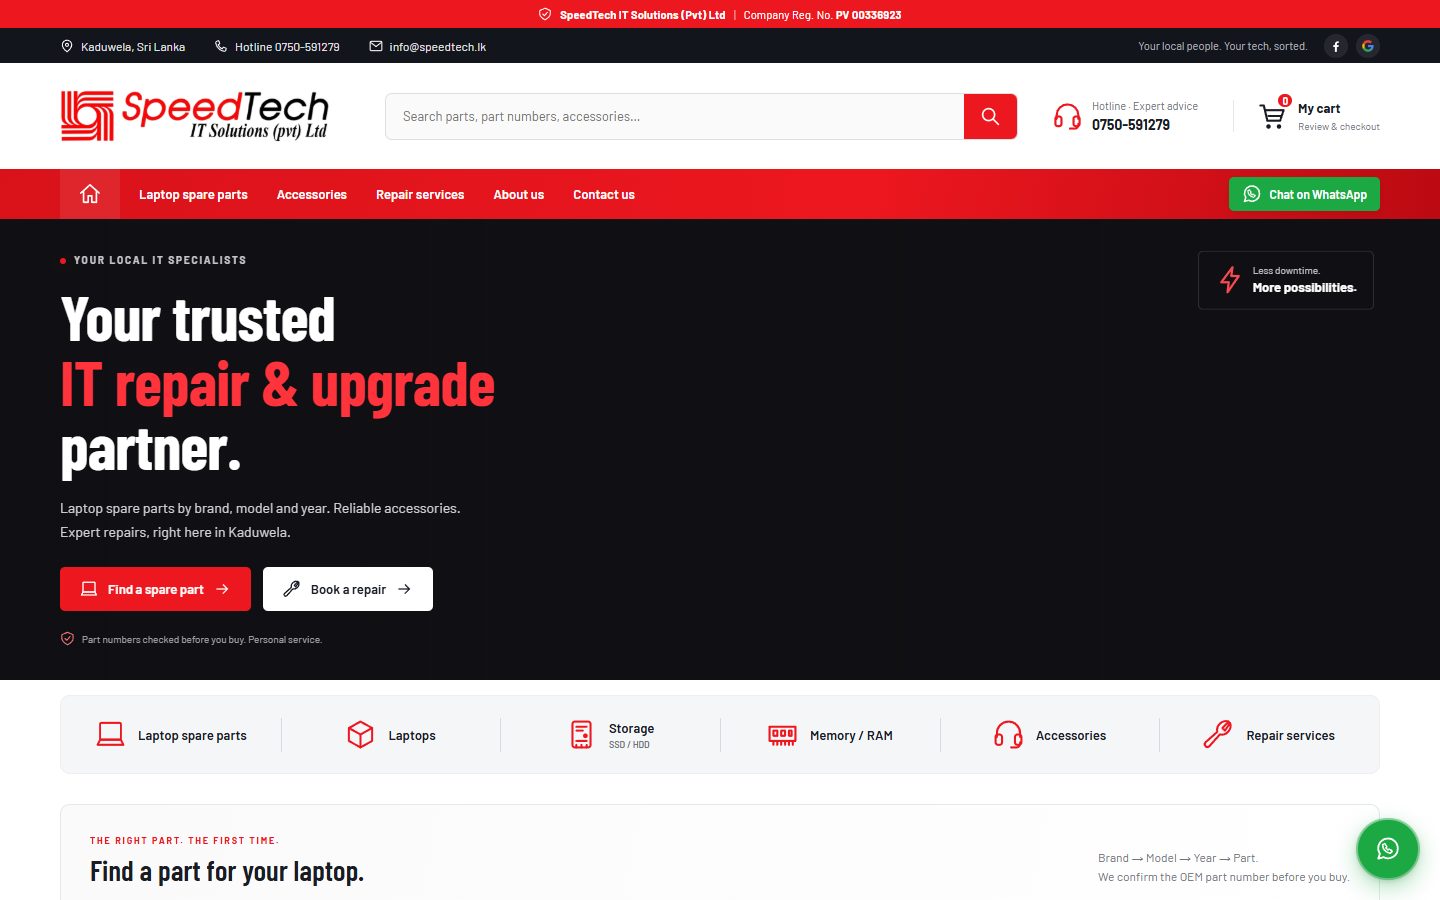 SpeedTech IT Solutions (Pvt) Ltd | Company Reg. No. PV 00336923
Kaduwela, Sri Lanka
Hotline 0750-591279
info@speedtech.lk
Your local people. Your tech, sorted.
SpeedTech
IT Solutions (pvt) Ltd
Search parts, part numbers, accessories...
Hotline · Expert advice
0750-591279
0
My cart
Review & checkout
Laptop spare parts
Accessories
Repair services
About us
Contact us
Chat on WhatsApp
YOUR LOCAL IT SPECIALISTS
Less downtime.
More possibilities.
Your trusted
IT repair & upgrade
partner.
Laptop spare parts by brand, model and year. Reliable accessories.
Expert repairs, right here in Kaduwela.
Find a spare part →
Book a repair →
Part numbers checked before you buy. Personal service.
Laptop spare parts
Laptops
Storage
SSD / HDD
Memory / RAM
Accessories
Repair services
THE RIGHT PART. THE FIRST TIME.
Find a part for your laptop.
Brand → Model → Year → Part.
We confirm the OEM part number before you buy.